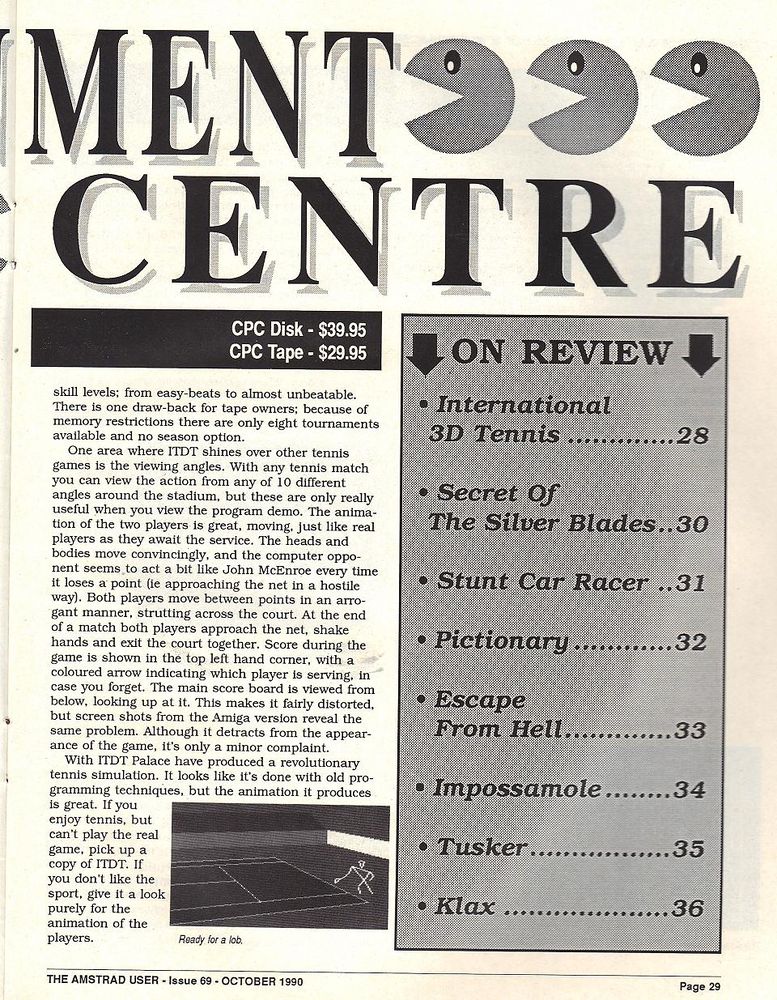 MENT
CENTRE
CPC Disk - $39.95
CPC Tape - $29.95
skill levels; from easy-beats to almost unbeatable.
There is one draw-back for tape owners; because of
memory restrictions there are only eight tournaments
available and no season option.
One area where ITDT shines over other tennis
games is the viewing angles. With any tennis match
you can view the action from any of 10 different
angles around the stadium, but these are only really
useful when you view the program demo. The anima-
tion of the two players is great, moving, just like real
players as they await the service. The heads and
bodies move convincingly, and the computer oppo-
nent seems to act a bit like John McEnroe every time
it loses a point (ie approaching the net in a hostile
way). Both players move between points in an arro-
gant manner, strutting across the court. At the end
of a match both players approach the net, shake
hands and exit the court together. Score during the
game is shown in the top left hand corner, with a
coloured arrow indicating which player is serving, in
case you forget. The main score board is viewed from
below, looking up at it. This makes it fairly distorted,
but screen shots from the Amiga version reveal the
same problem. Although it detracts from the appear-
ance of the game, it's only a minor complaint.
With ITDT Palace have produced a revolutionary
tennis simulation. It looks like it's done with old pro-
gramming techniques, but the animation it produces
is great. If you
enjoy tennis, but
can't play the real
game, pick up a
copy of ITDT. If
you don't like the
sport, give it a look
purely for the
animation of the
players.
Ready for a lob.
ON REVIEW
• International
3D Tennis .............28
• Secret Of
The Silver Blades..30
• Stunt Car Racer ..31
• Pictionary............32
• Escape
From Hell.............33
• Impossamole........34
• Tusker.................35
• Klax ....................36
THE AMSTRAD USER - Issue 69 - OCTOBER 1990
Page 29